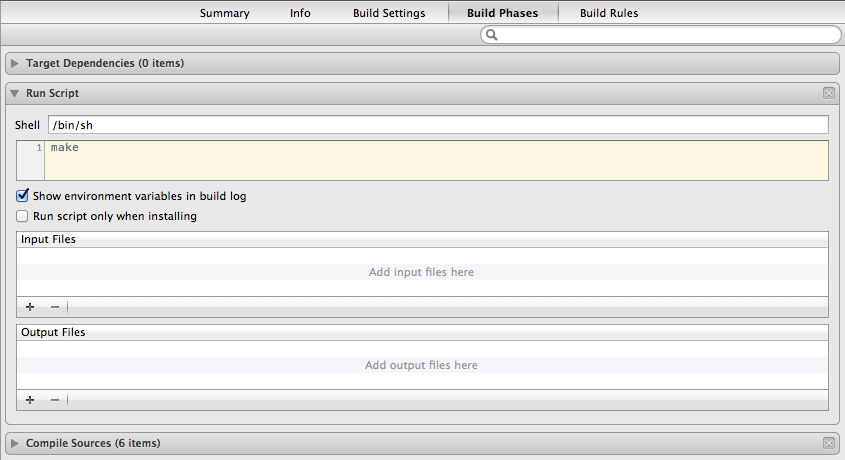 Summary Info Build Settings Build Phases Build Rules
Target Dependencies (0 items)
Run Script
Shell /bin/sh
1 make
Show environment variables in build log
Run script only when installing
Input Files
Add input files here
Output Files
Add output files here
Compile Sources (6 items)